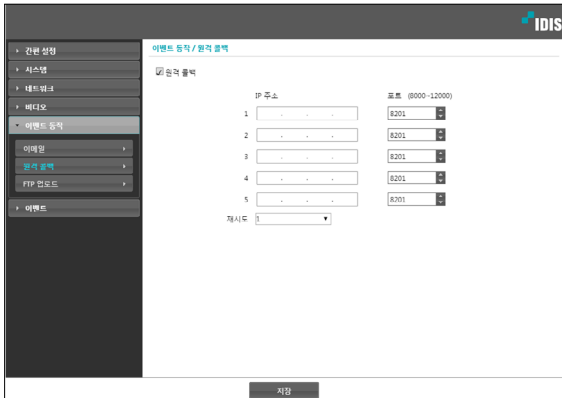 IDIS
간편 설정
시스템
네트워크
비디오
이벤트 동작
이메일
원격 콜백
FTP 업로드
이벤트
이벤트 동작 / 원격 콜백
원격 콜백
IP 주소 포트 (8000~12000)
1 . . . 8201
2 . . . 8201
3 . . . 8201
4 . . . 8201
5 . . . 8201
재시도 1
저장